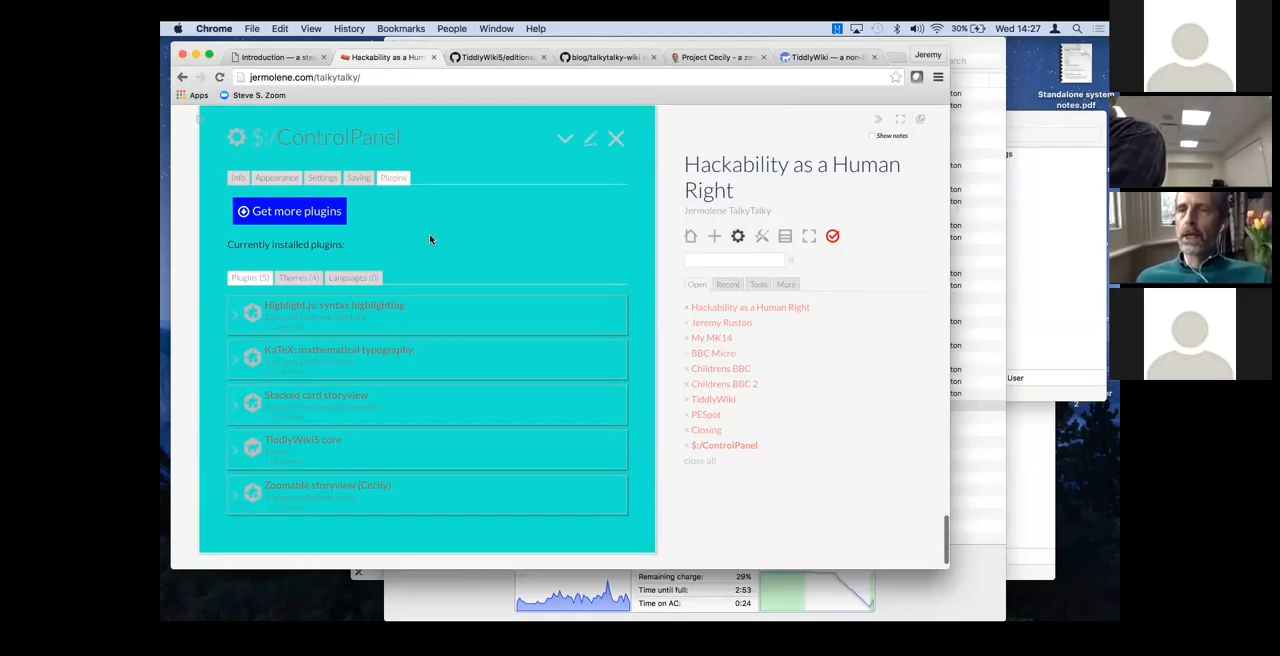 Chrome File Edit View History Bookmarks People Window Help
30% Wed 14:27
Introduction — a ste
Hackability as a Hum
TiddlyWiki5/editions
blog/talkytalky-wiki
Project Cecily - a zo
TiddlyWiki — a non-
Jeremy
jermolene.com/talkytalky/
Apps Steve S. Zoom
$:/ControlPanel
Info Appearance Settings Saving Plugins
Get more plugins
Currently installed plugins:
Plugins (5) Themes (4) Languages (0)
Highlight.js: syntax highlighting
KaTeX: mathematical typography
Stacked card storyview
TiddlyWiki5 core
Zoomable storyview (Cecily)
Show notes
Hackability as a Human
Right
Jermolene TalkyTalky
Open Recent Tools More
× Hackability as a Human Right
× Jeremy Ruston
× My MK14
× BBC Micro
× Childrens BBC
× Childrens BBC 2
× TiddlyWiki
× PESpot
× Closing
× $:/ControlPanel
close all
Standalone system
notes.pdf
User
Remaining charge: 29%
Time until full: 2:53
Time on AC: 0:24